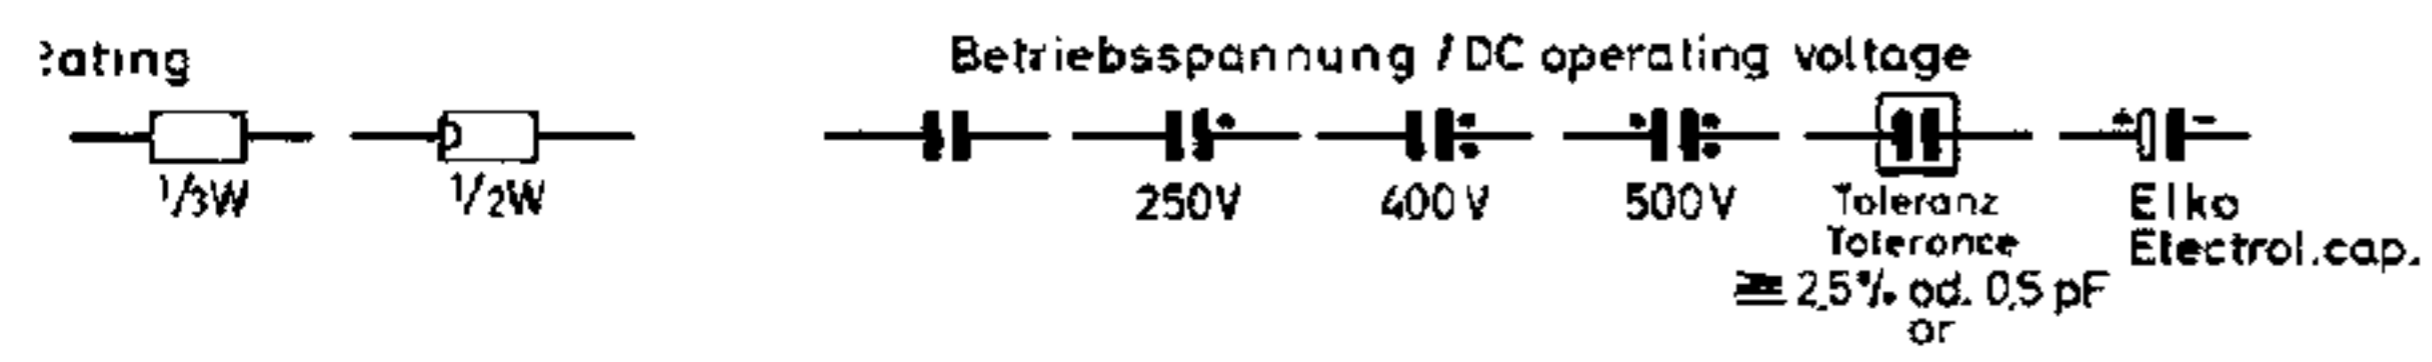 Rating
Betriebsspannung / DC operating voltage
1/3W 1/2W 250V 400V 500V Toleranz Elko
Tolerance Electrol.cap.
2,5% od. 0,5 pF
or